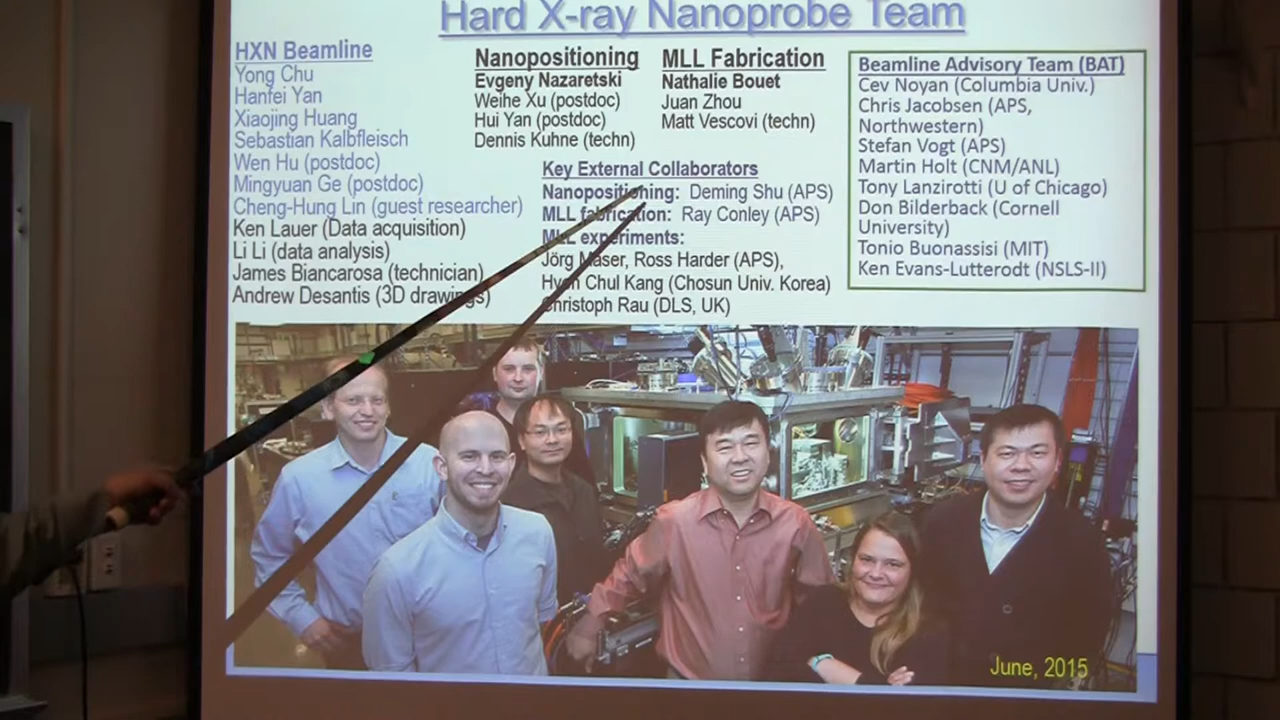 Hard X-ray Nanoprobe Team
HXN Beamline
Yong Chu
Hanfei Yan
Xiaojing Huang
Sebastian Kalbfleisch
Wen Hu (postdoc)
Mingyuan Ge (postdoc)
Cheng-Hung Lin (guest researcher)
Ken Lauer (Data acquisition)
Li Li (data analysis)
James Biancarosa (technician)
Andrew Desantis (3D drawings)
Nanopositioning
Evgeny Nazaretski
Weihe Xu (postdoc)
Hui Yan (postdoc)
Dennis Kuhne (techn)
MLL Fabrication
Nathalie Bouet
Juan Zhou
Matt Vescovi (techn)
Key External Collaborators
Nanopositioning: Deming Shu (APS)
MLL fabrication: Ray Conley (APS)
MLL experiments:
Jörg Maser, Ross Harder (APS),
Hyon Chul Kang (Chosun Univ. Korea)
Christoph Rau (DLS, UK)
Beamline Advisory Team (BAT)
Cev Noyan (Columbia Univ.)
Chris Jacobsen (APS,
Northwestern)
Stefan Vogt (APS)
Martin Holt (CNM/ANL)
Tony Lanzirotti (U of Chicago)
Don Bilderback (Cornell
University)
Tonio Buonassisi (MIT)
Ken Evans-Lutterodt (NSLS-II)
June, 2015